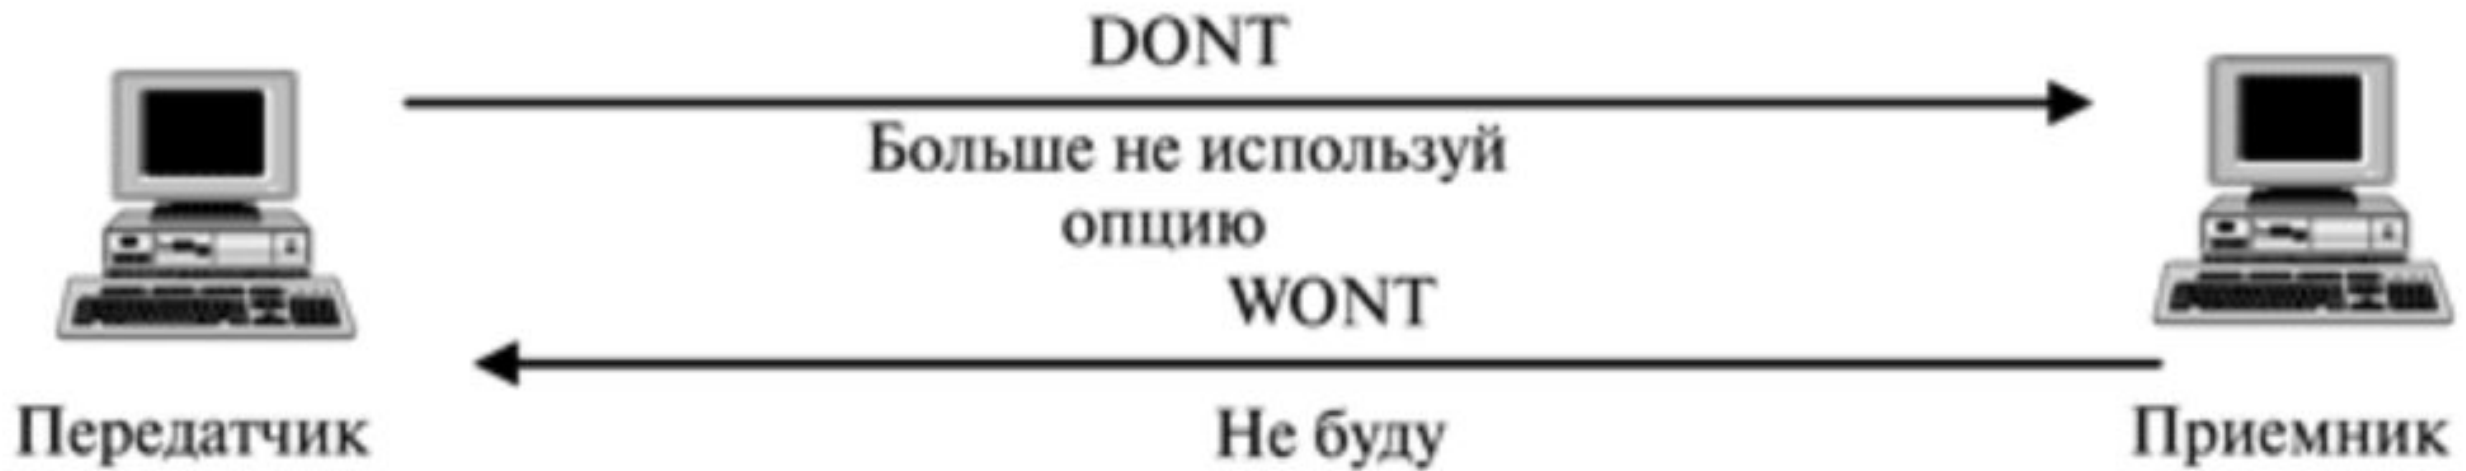 DONT
Больше не используй
опцию
WONT
Не буду
Передатчик
Приемник